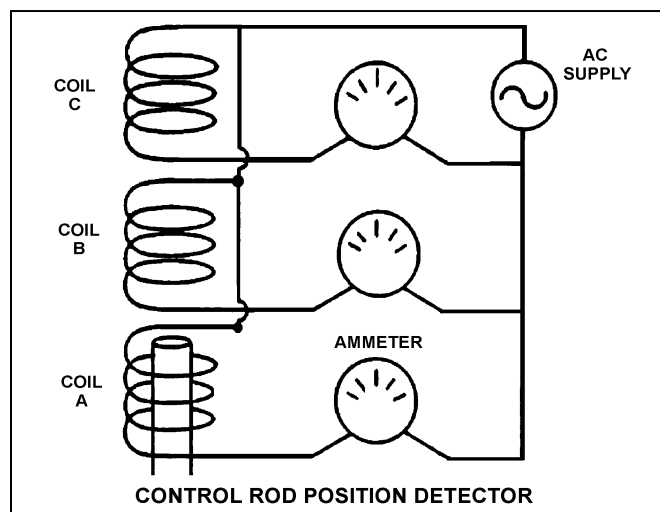 COIL
C
AC
SUPPLY
COIL
B
AMMETER
COIL
A
CONTROL ROD POSITION DETECTOR